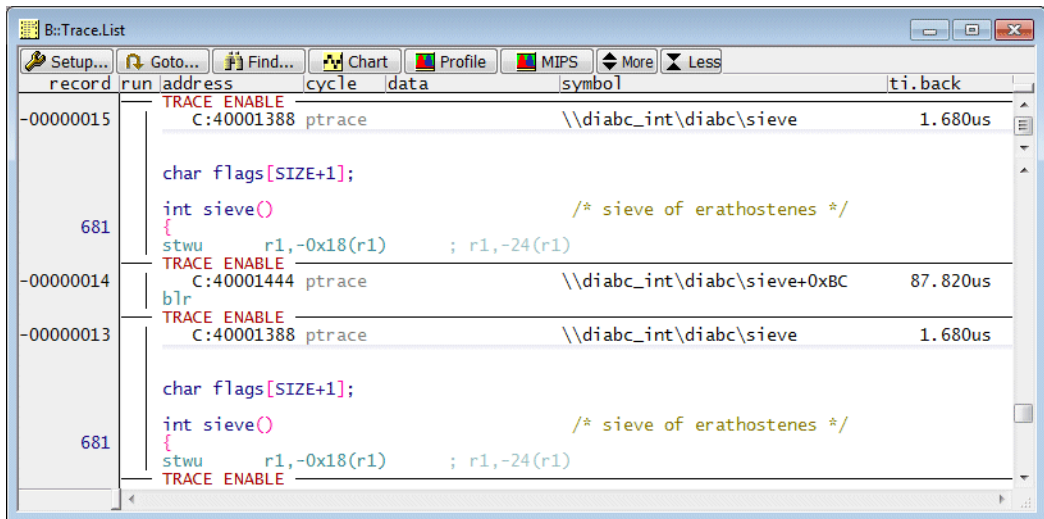 B::Trace.List
Setup... Goto... Find... Chart Profile MIPS More Less
record run address cycle data symbol ti.back
TRACE ENABLE
-00000015 C:40001388 ptrace \\diabc_int\diabc\sieve 1.680us
char flags[SIZE+1];
int sieve() /* sieve of erathostenes */
681 {
stwu r1,-0x18(r1) ; r1,-24(r1)
TRACE ENABLE
-00000014 C:40001444 ptrace \\diabc_int\diabc\sieve+0xBC 87.820us
blr
TRACE ENABLE
-00000013 C:40001388 ptrace \\diabc_int\diabc\sieve 1.680us
char flags[SIZE+1];
int sieve() /* sieve of erathostenes */
681 {
stwu r1,-0x18(r1) ; r1,-24(r1)
TRACE ENABLE